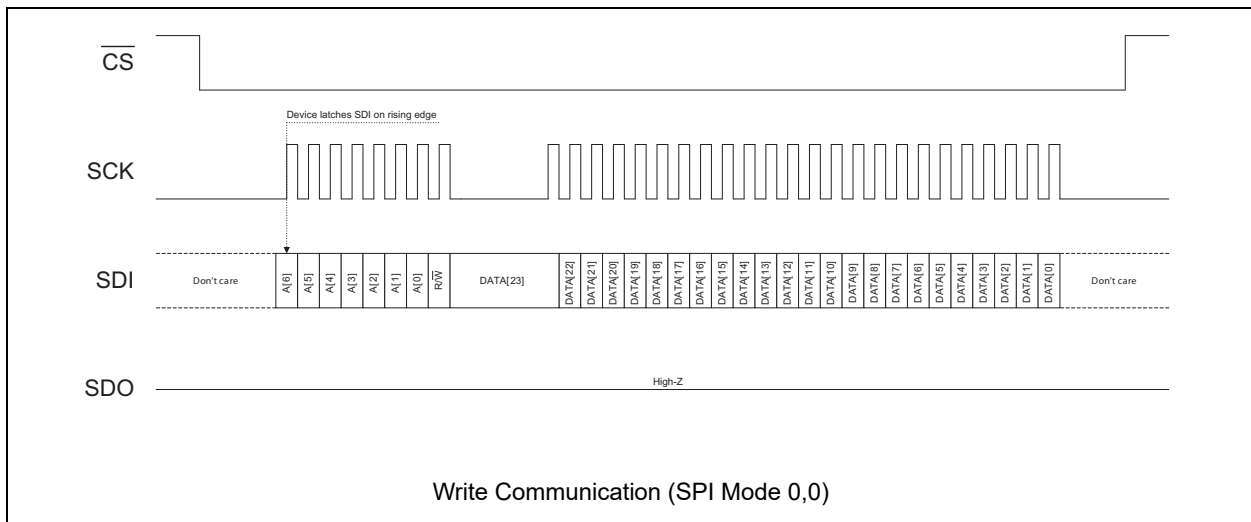 CS
Device latches SDI on rising edge
SCK
SDI
Don't care
A[6]
A[5]
A[4]
A[3]
A[2]
A[1]
A[0]
R/W
DATA[23]
DATA[22]
DATA[21]
DATA[20]
DATA[19]
DATA[18]
DATA[17]
DATA[16]
DATA[15]
DATA[14]
DATA[13]
DATA[12]
DATA[11]
DATA[10]
DATA[9]
DATA[8]
DATA[7]
DATA[6]
DATA[5]
DATA[4]
DATA[3]
DATA[2]
DATA[1]
DATA[0]
Don't care
SDO
High-Z
Write Communication (SPI Mode 0,0)